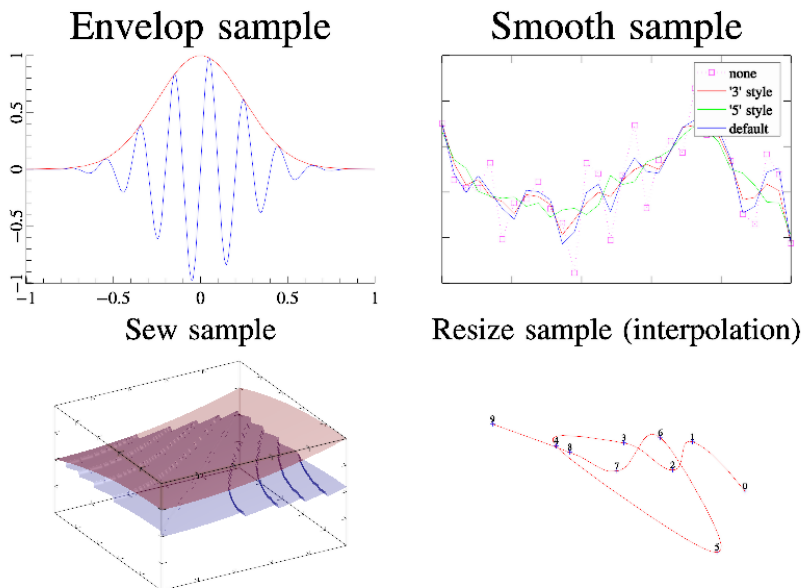 Envelop sample
Smooth sample
1
0.5
0
−0.5
−1
−1
−0.5
0
0.5
1
none
'3' style
'5' style
default
Sew sample
Resize sample (interpolation)
9
4
8
3
7
6
2
1
0
5